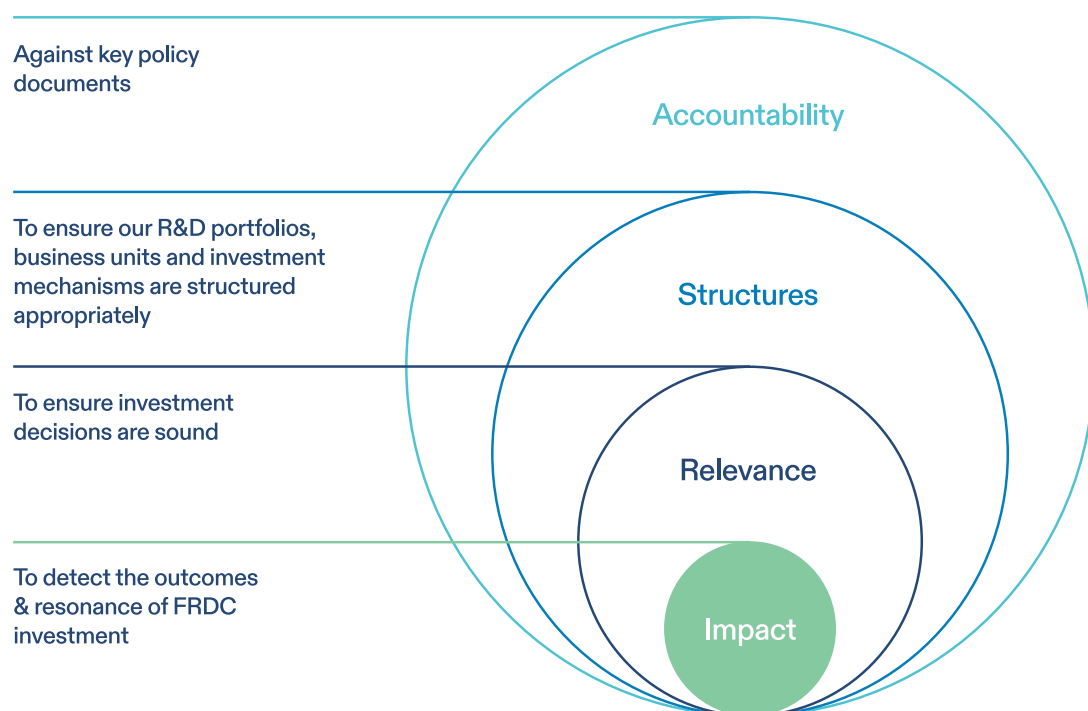 Against key policy
documents
Accountability
To ensure our R&D portfolios,
business units and investment
mechanisms are structured
appropriately
Structures
To ensure investment
decisions are sound
Relevance
To detect the outcomes
& resonance of FRDC
investment
Impact